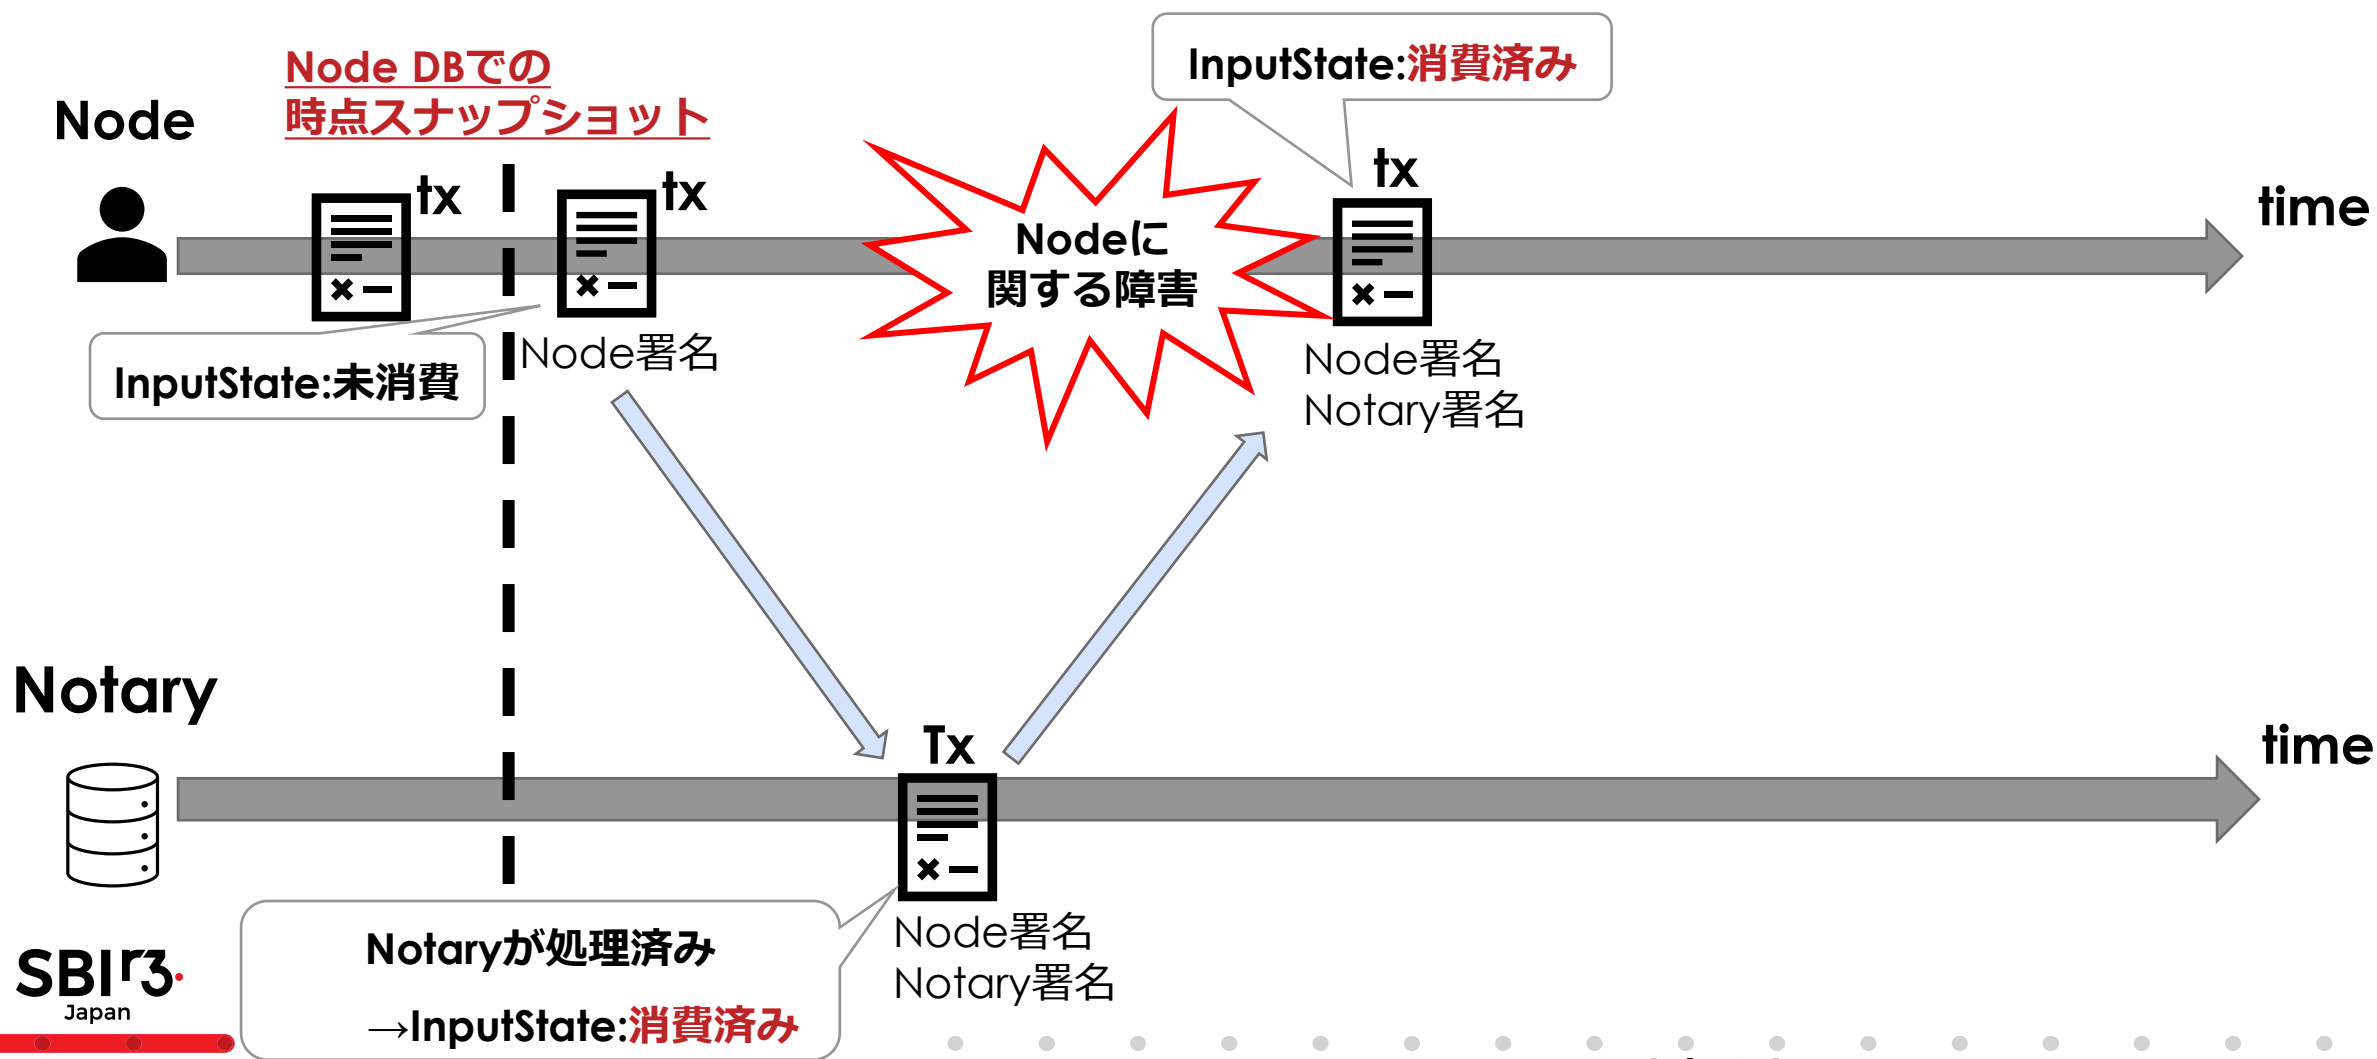 Node DBでの
時点スナップショット
InputState:消費済み
Node
tx
tx
tx
time
Nodeに
関する障害
InputState:未消費
Node署名
Node署名
Notary署名
Notary
Tx
time
Notaryが処理済み
→InputState:消費済み
Node署名
Notary署名
SBI r3.
Japan